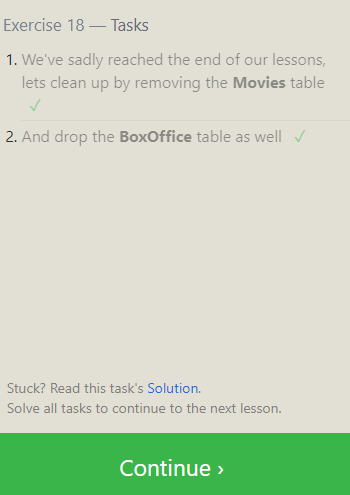 Exercise 18 — Tasks
1. We've sadly reached the end of our lessons,
lets clean up by removing the Movies table
✓
2. And drop the BoxOffice table as well ✓
Stuck? Read this task's Solution.
Solve all tasks to continue to the next lesson.
Continue ›